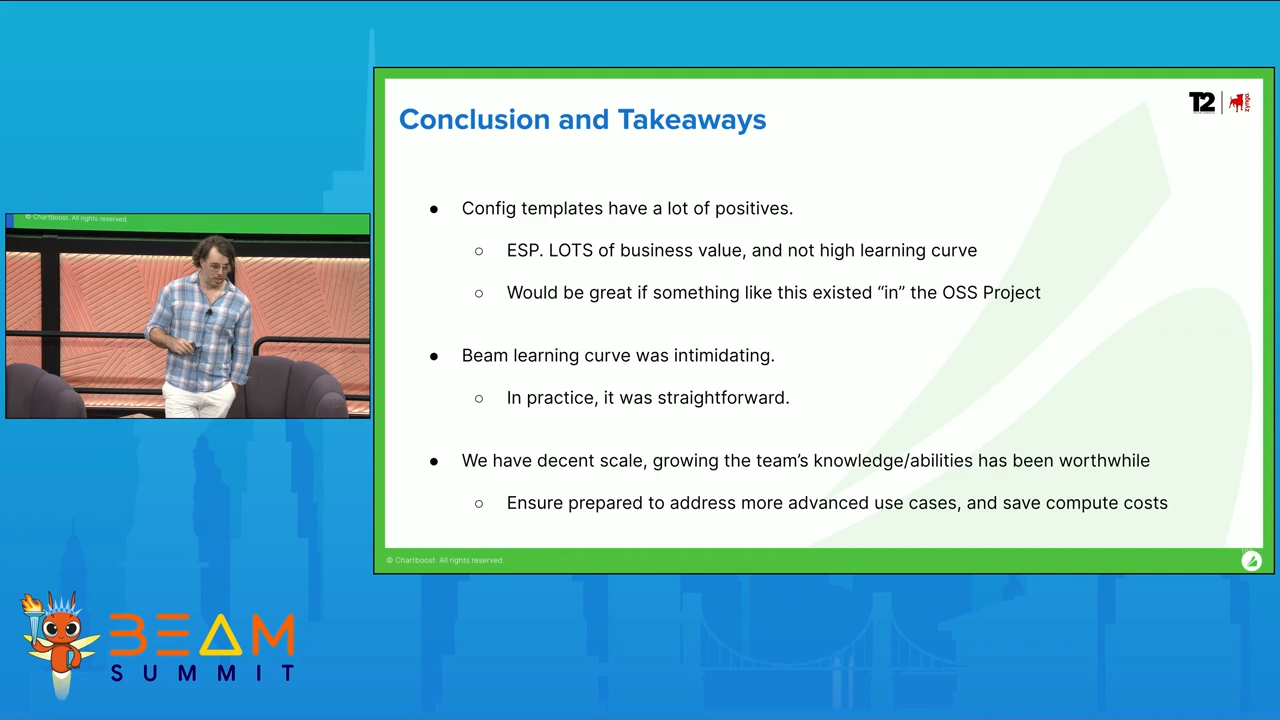 © Chartboost. All rights reserved.
T2
zynga
Conclusion and Takeaways
● Config templates have a lot of positives.
○ ESP. LOTS of business value, and not high learning curve
○ Would be great if something like this existed “in” the OSS Project
● Beam learning curve was intimidating.
○ In practice, it was straightforward.
● We have decent scale, growing the team’s knowledge/abilities has been worthwhile
○ Ensure prepared to address more advanced use cases, and save compute costs
© Chartboost. All rights reserved.
BEAM
SUMMIT